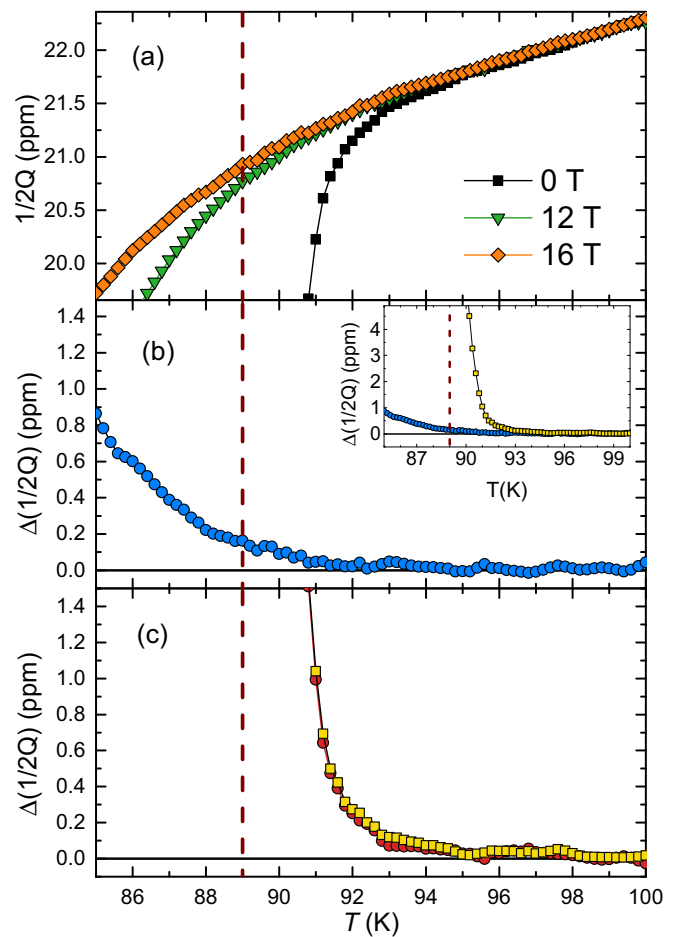 (a)
1/2Q (ppm)
22.0
21.5
21.0
20.5
20.0
0 T
12 T
16 T
(b)
Δ(1/2Q) (ppm)
1.4
1.2
1.0
0.8
0.6
0.4
0.2
0.0
Δ(1/2Q) (ppm)
4
3
2
1
0
87 90 93 96 99
T(K)
(c)
Δ(1/2Q) (ppm)
1.4
1.2
1.0
0.8
0.6
0.4
0.2
0.0
86 88 90 92 94 96 98 100
T (K)